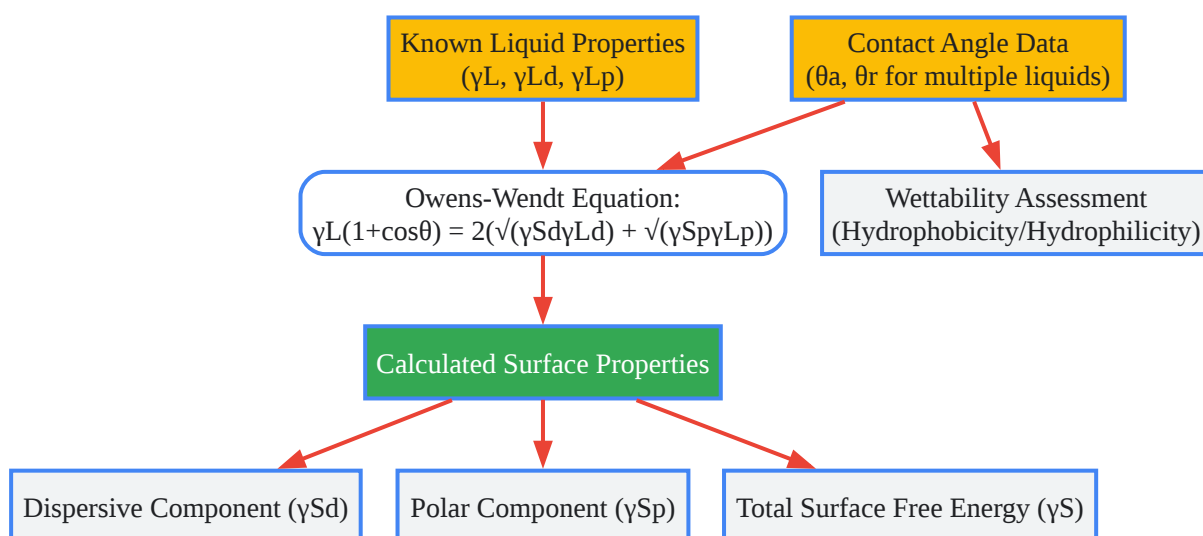 Known Liquid Properties
(γL, γLd, γLp)
Contact Angle Data
(θa, θr for multiple liquids)
Owens-Wendt Equation:
γL(1+cosθ) = 2(√(γSdγLd) + √(γSpγLp))
Wettability Assessment
(Hydrophobicity/Hydrophilicity)
Calculated Surface Properties
Dispersive Component (γSd)
Polar Component (γSp)
Total Surface Free Energy (γS)